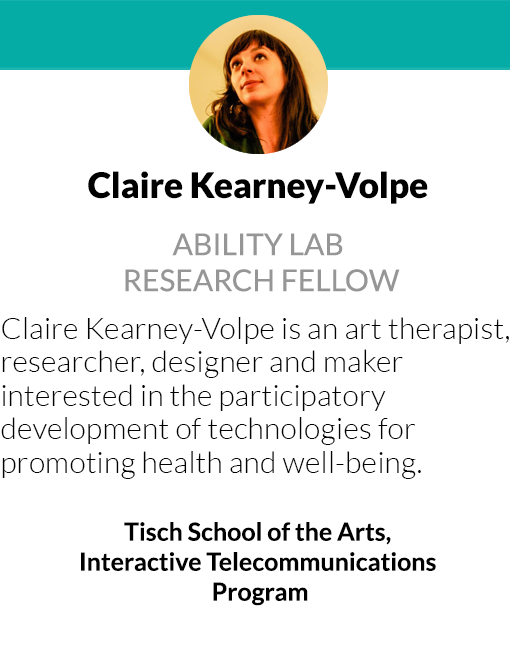 Claire Kearney-Volpe
ABILITY LAB
RESEARCH FELLOW
Claire Kearney-Volpe is an art therapist,
researcher, designer and maker
interested in the participatory
development of technologies for
promoting health and well-being.
Tisch School of the Arts,
Interactive Telecommunications
Program